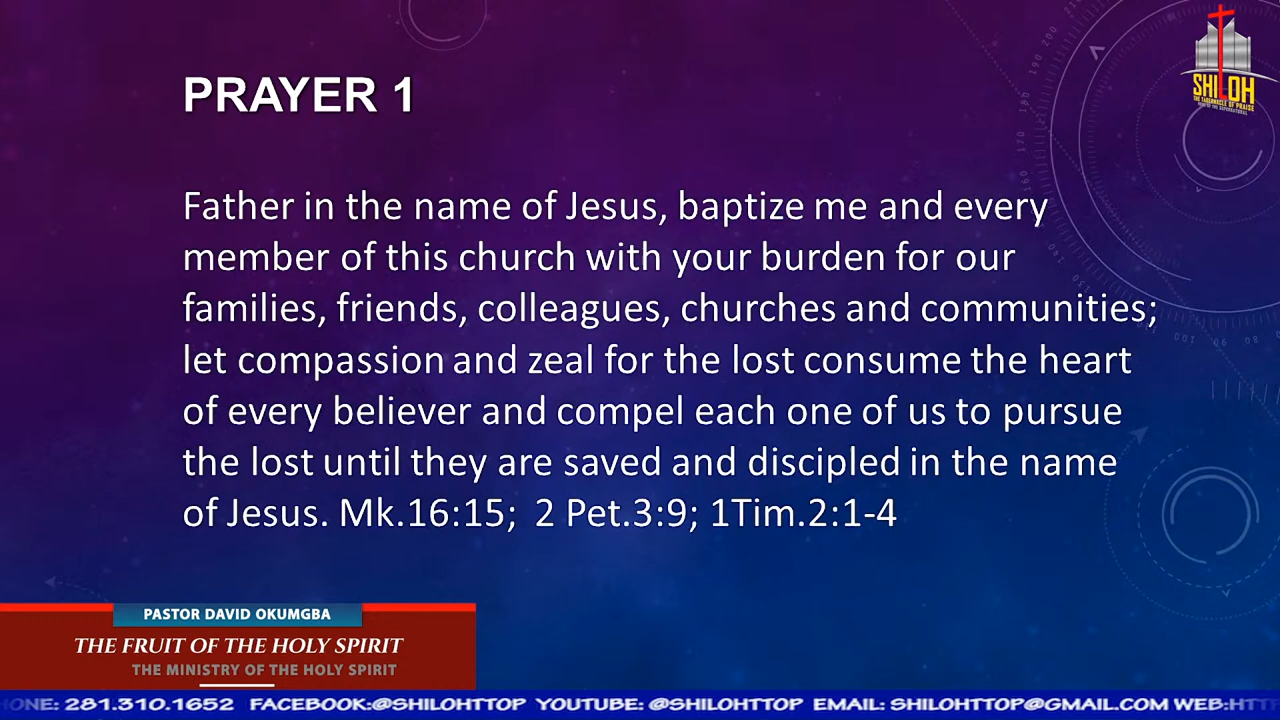 PRAYER 1
Father in the name of Jesus, baptize me and every
member of this church with your burden for our
families, friends, colleagues, churches and communities;
let compassion and zeal for the lost consume the heart
of every believer and compel each one of us to pursue
the lost until they are saved and discipled in the name
of Jesus. Mk.16:15; 2 Pet.3:9; 1Tim.2:1-4
SHILOH
THE TABERNACLE OF PRAISE
PASTOR DAVID OKUMGBA
THE FRUIT OF THE HOLY SPIRIT
THE MINISTRY OF THE HOLY SPIRIT
ONE: 281.310.1652 FACEBOOK:@SHILOHTTOP YOUTUBE: @SHILOHTTOP EMAIL: SHILOHTTOP@GMAIL.COM WEB:HTT